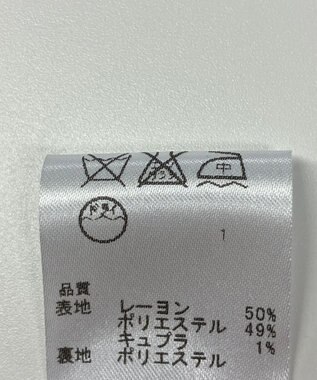 中
ドライ
1
品質
表地 レーヨン 50%
ポリエステル 49%
キュプラ 1%
裏地 ポリエステル